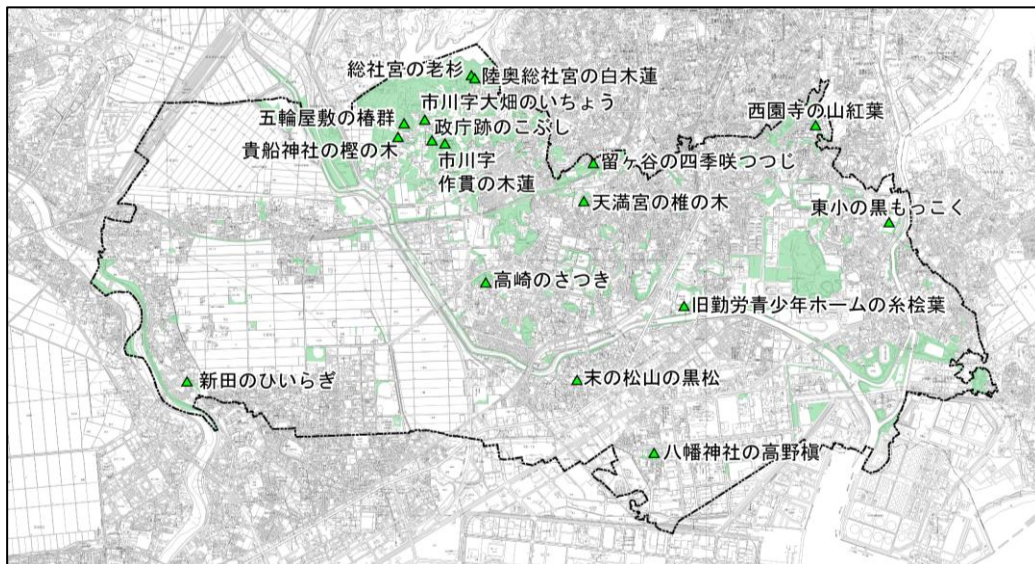 総社宮の老杉
陸奥総社宮の白木蓮
市川字大畑のいちょう
五輪屋敷の椿群
政庁跡のこぶし
貴船神社の樫の木
市川字
作貫の木蓮
西園寺の山紅葉
留ヶ谷の四季咲つつじ
天満宮の椎の木
東小の黒もっこく
高崎のさつき
旧勤労青少年ホームの糸桧葉
新田のひいらぎ
末の松山の黒松
八幡神社の高野槇